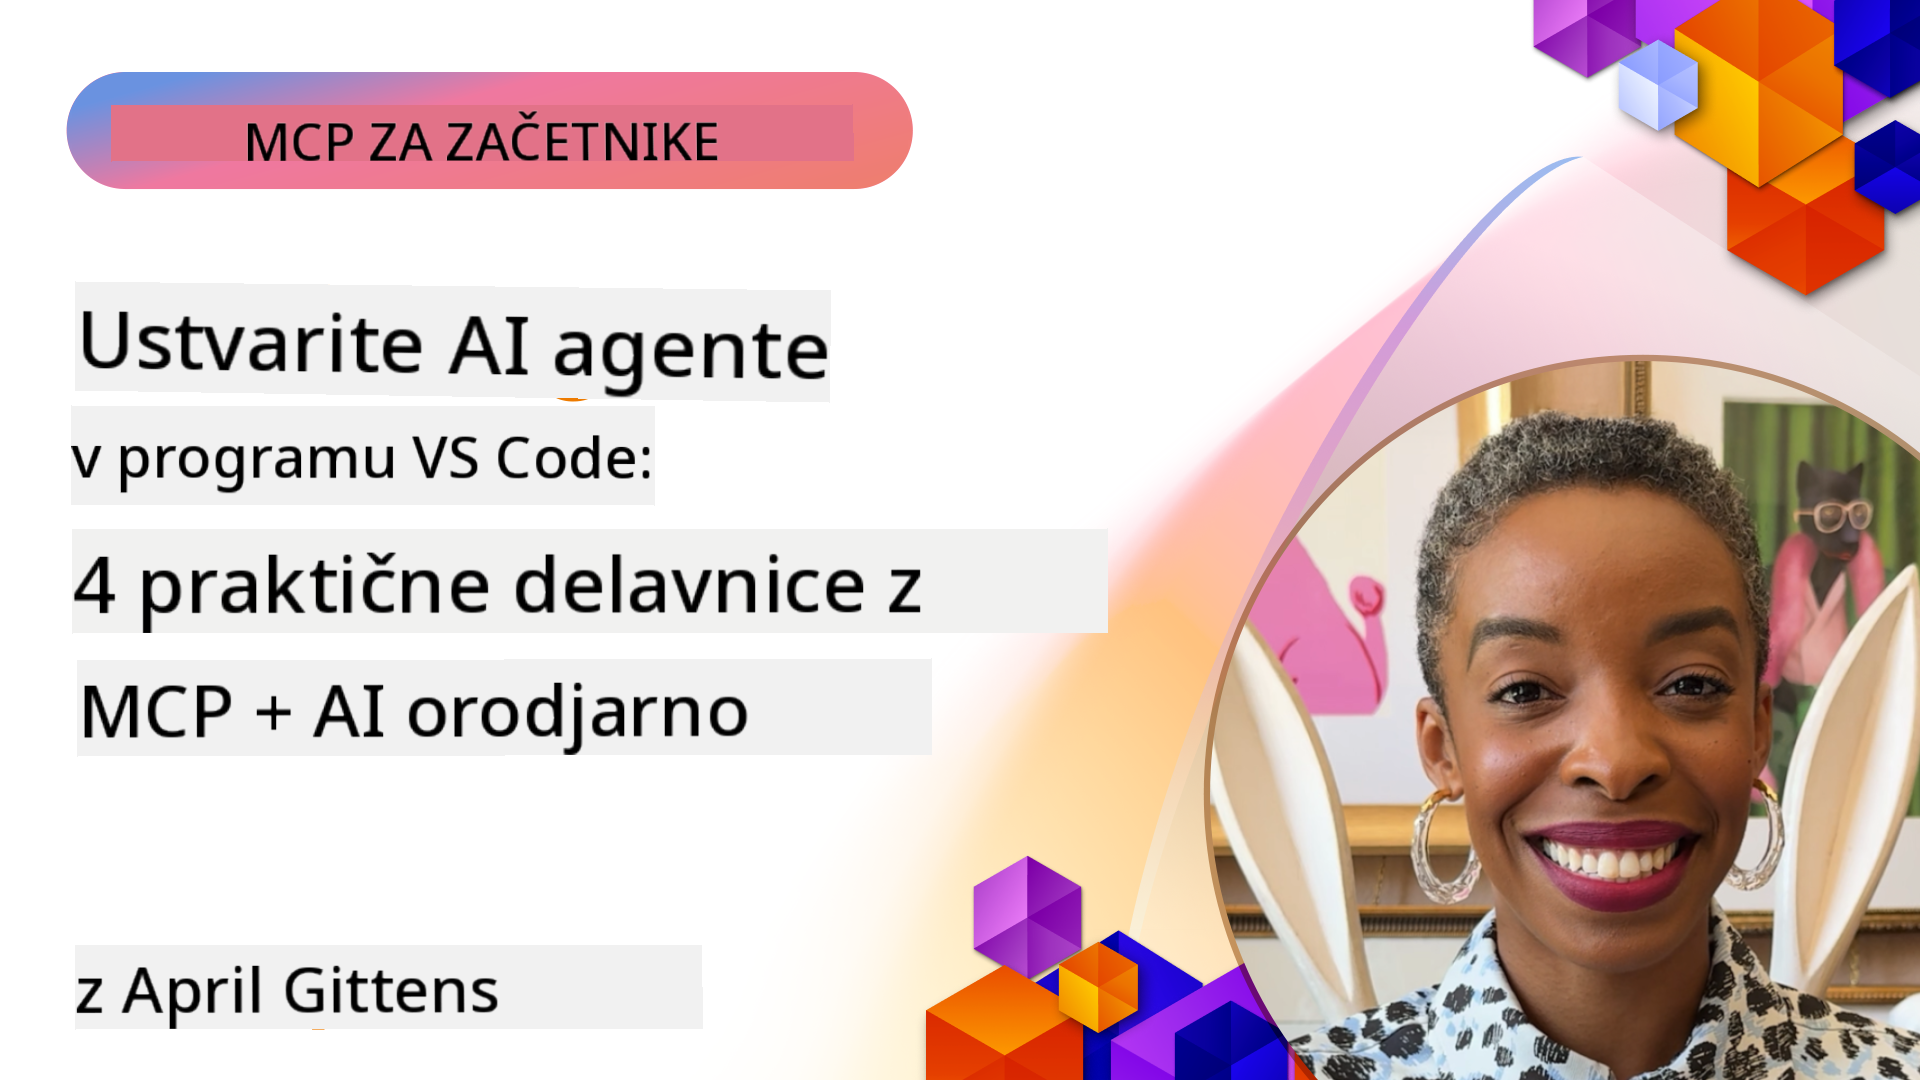 MCP ZA ZAČETNIKE
Ustvarite AI agente
v programu VS Code:
4 praktične delavnice z
MCP + AI orodjarno
z April Gittens